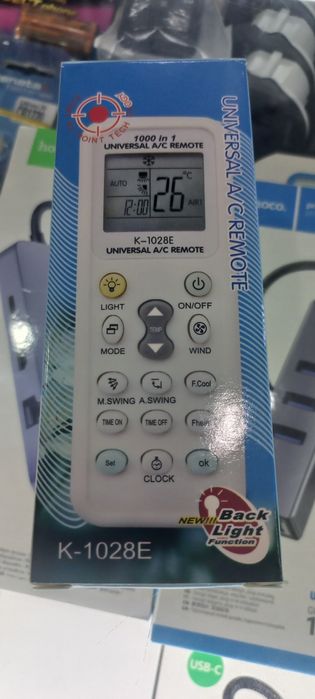 POINT TECH
1000 in 1
UNIVERSAL A/C REMOTE
UNIVERSAL A/C REMOTE
AUTO
26
°C
AIR1
12:00
K-1028E
UNIVERSAL A/C REMOTE
LIGHT
ON/OFF
TEMP
MODE
WIND
M.SWING
A.SWING
F.Cool
TIME ON
TIME OFF
Set
ok
CLOCK
NEW!!!
Back
Light
Function
K-1028E
USB-C